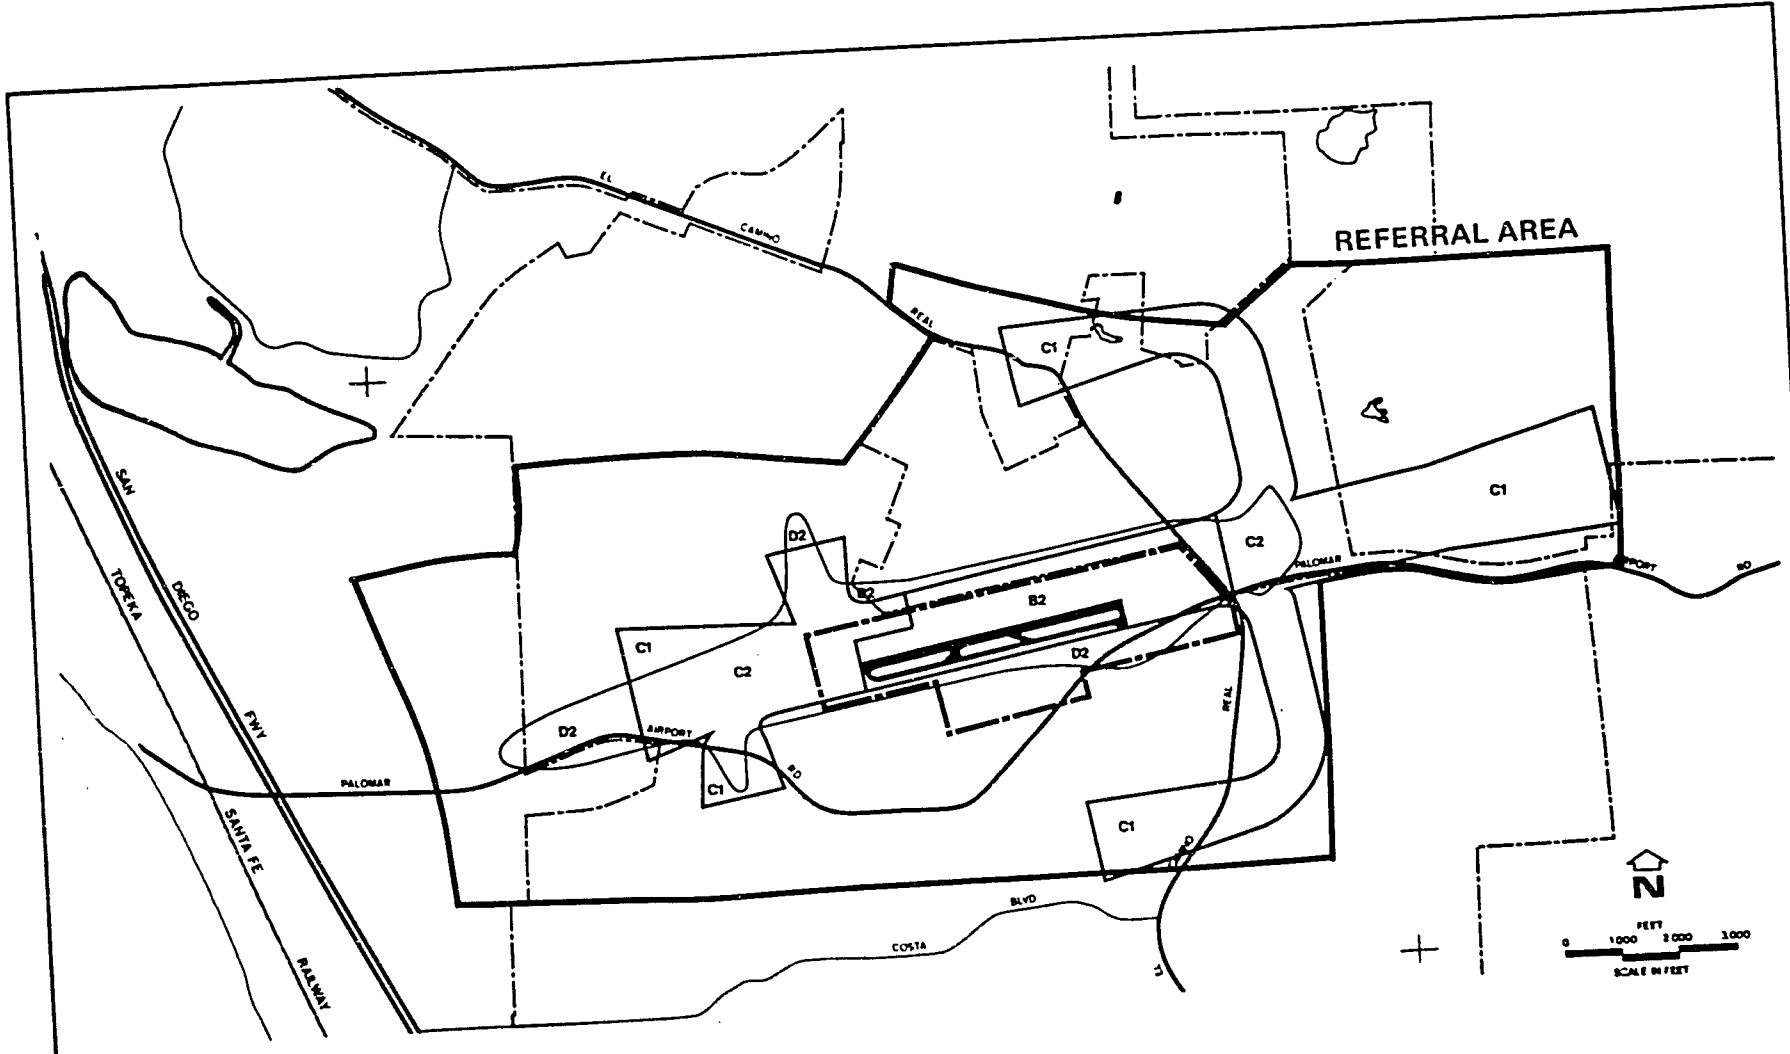 EL
CAMINO
REFERRAL AREA
REAL
C1
SAN
C1
D2
C2
TOPEKA
DIEGO
PALOMAR
AIRPORT
RD
B2
B2
C1
C2
D2
D2
AIRPORT
FWY
REAL
RD
PALOMAR
C1
C1
SANTA FE
N
BLVD
FEET
0 1000 2000 3000
COSTA
SCALE IN FEET
RAILWAY